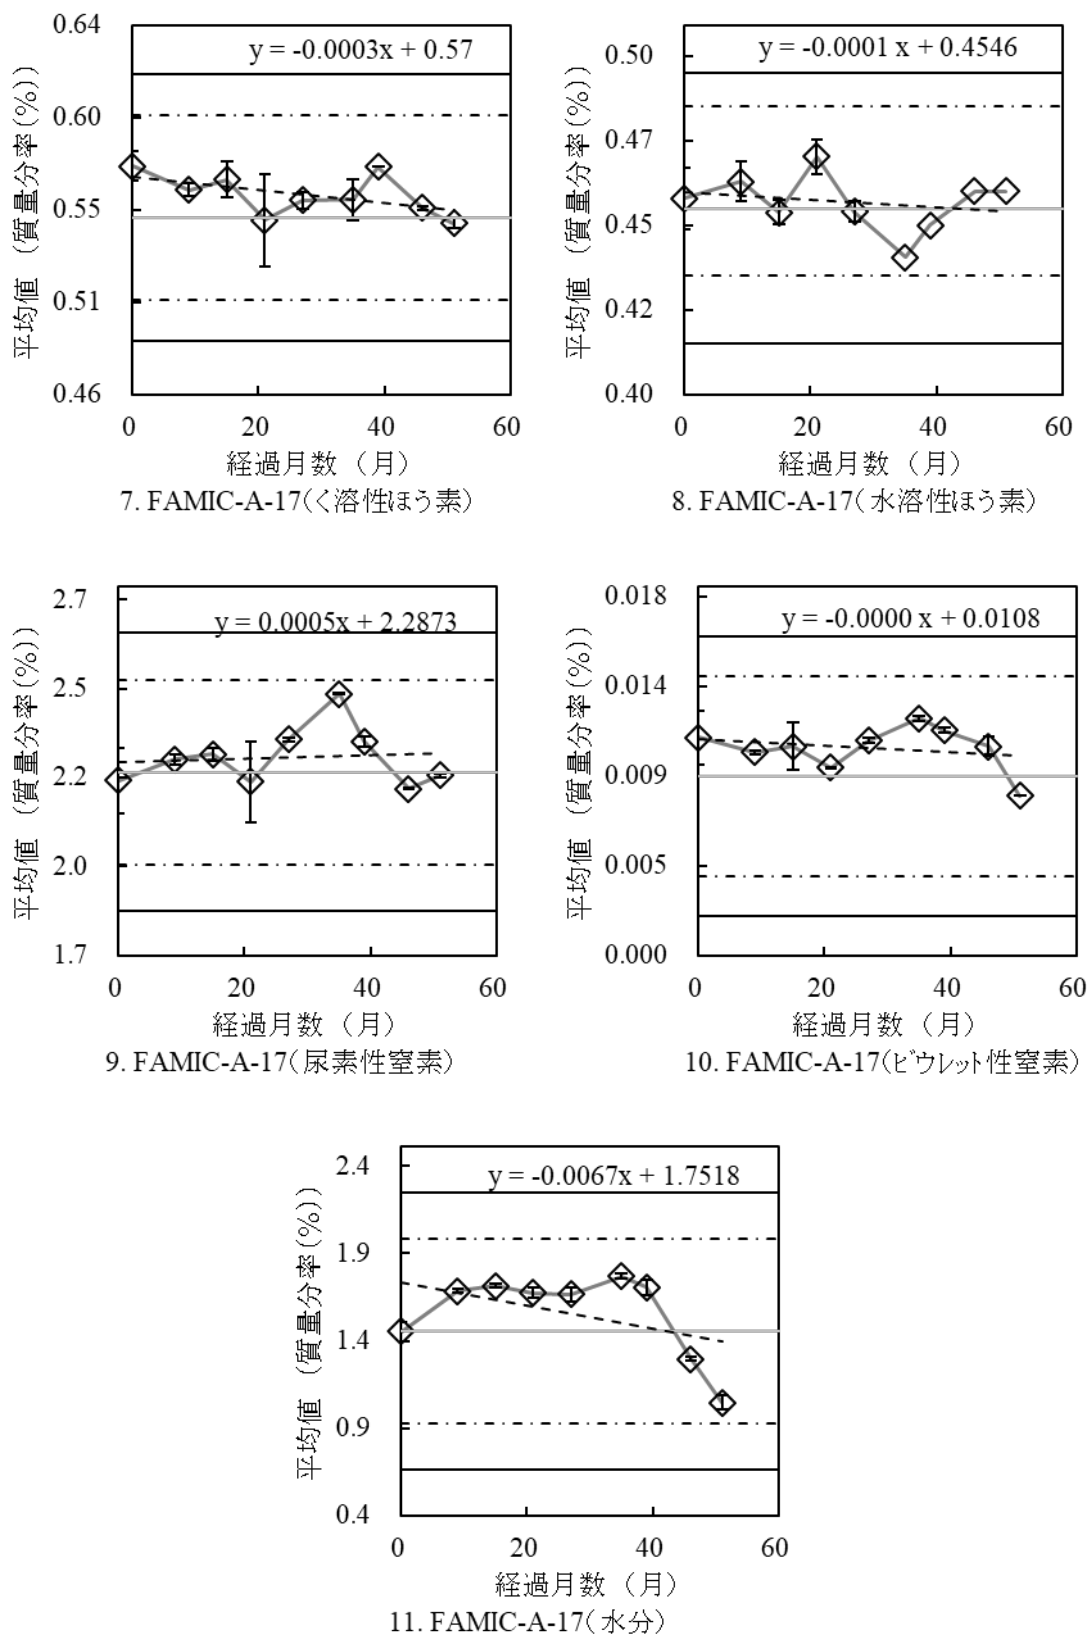 y = -0.0003x + 0.57
0.64
0.60
0.55
0.51
0.46
平均値 (質量分率(%))
0
20
40
60
経過月数 (月)
7. FAMIC-A-17(く溶性ほう素)
y = -0.0001 x + 0.4546
0.50
0.47
0.45
0.42
0.40
平均値 (質量分率(%))
0
20
40
60
経過月数 (月)
8. FAMIC-A-17(水溶性ほう素)
y = 0.0005x + 2.2873
2.7
2.5
2.2
2.0
1.7
平均値 (質量分率(%))
0
20
40
60
経過月数 (月)
9. FAMIC-A-17(尿素性窒素)
y = -0.0000 x + 0.0108
0.018
0.014
0.009
0.005
0.000
平均値 (質量分率(%))
0
20
40
60
経過月数 (月)
10. FAMIC-A-17(ビウレット性窒素)
y = -0.0067x + 1.7518
2.4
1.9
1.4
0.9
0.4
平均値 (質量分率(%))
0
20
40
60
経過月数 (月)
11. FAMIC-A-17(水分)